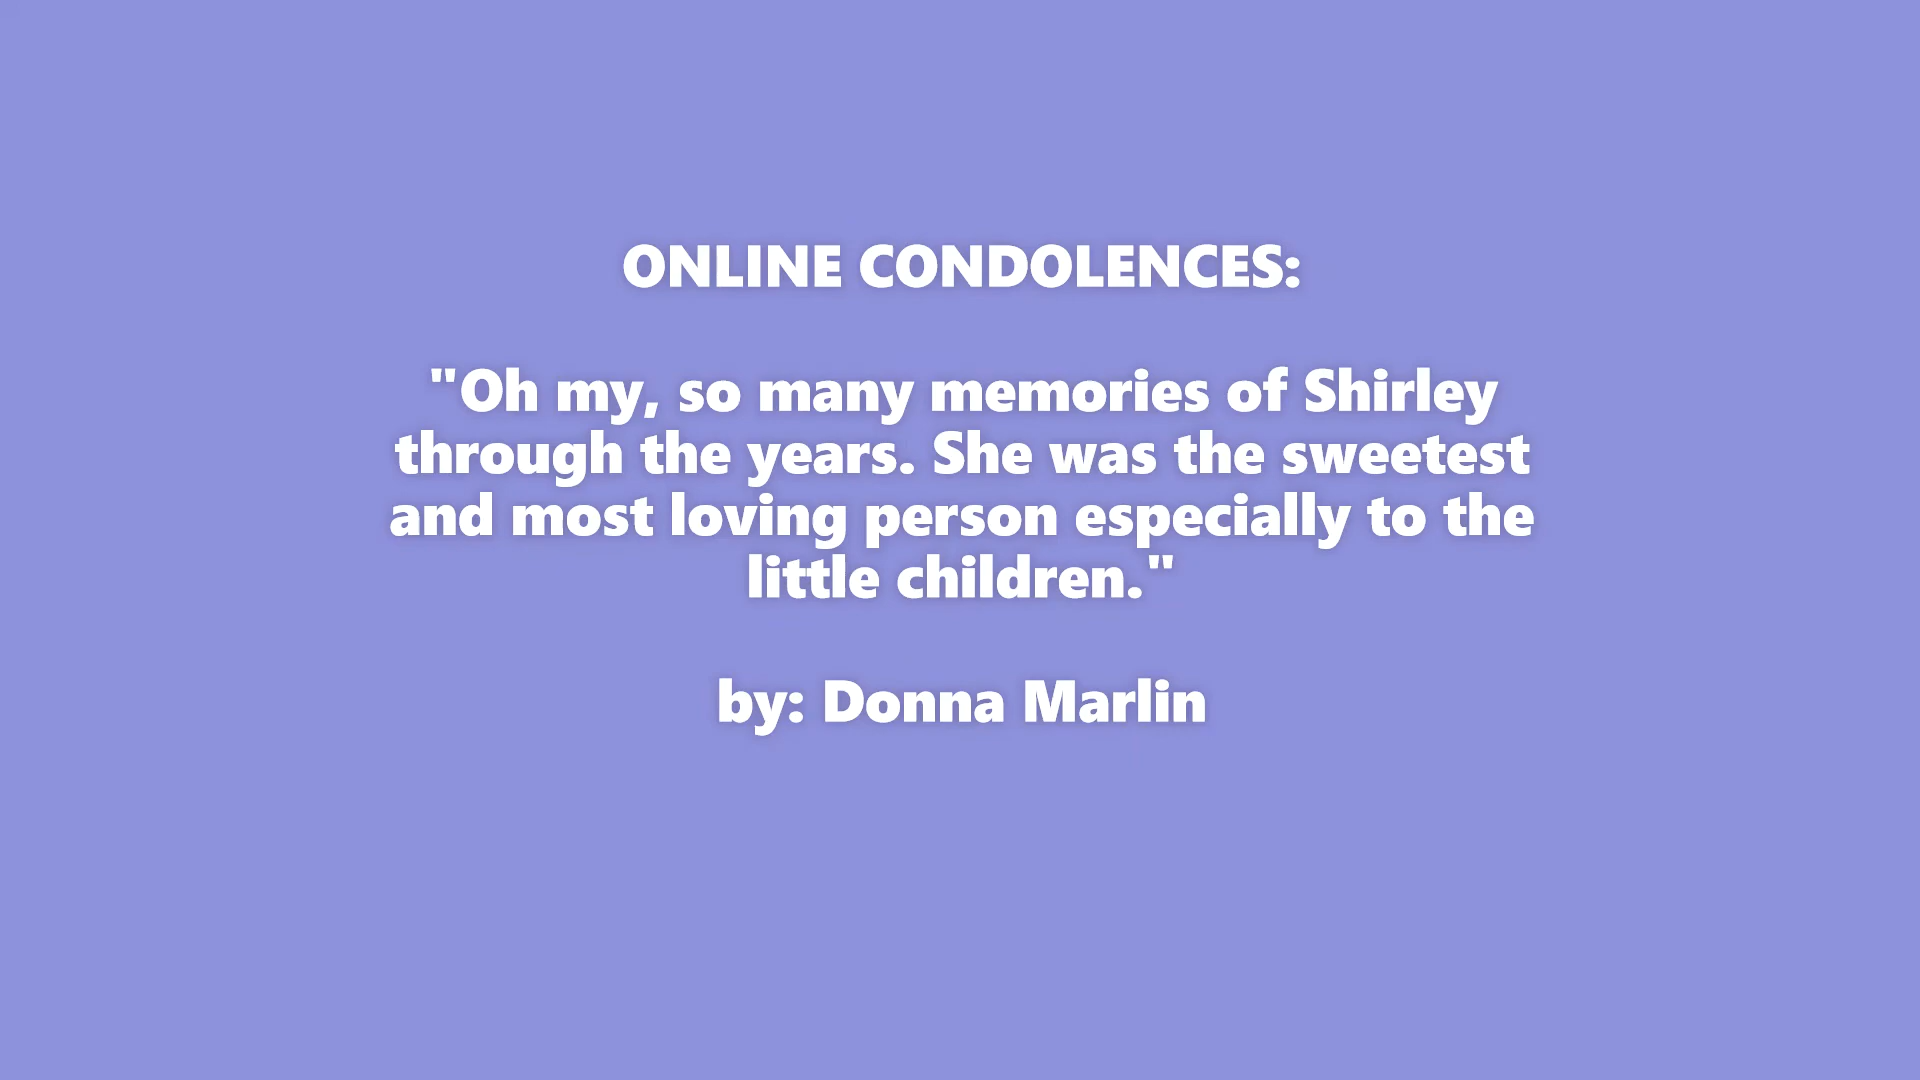 ONLINE CONDOLENCES:
"Oh my, so many memories of Shirley
through the years. She was the sweetest
and most loving person especially to the
little children."
by: Donna Marlin